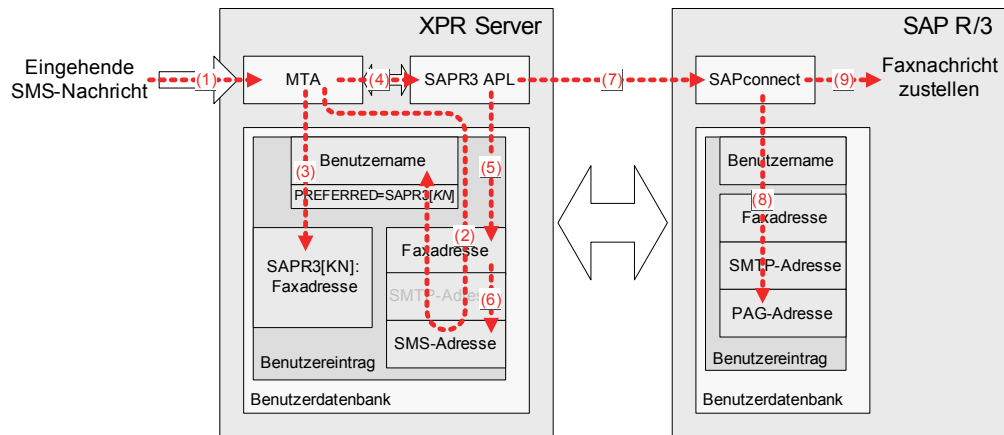 XPR Server
SAP R/3
Eingehende
SMS-Nachricht
(1)
MTA
(4)
SAPR3 APL
(7)
SAPconnect
(9)
Faxnachricht
zustellen
Benutzername
PREFERRED=SAPR3[KN]
(3)
(5)
(2)
SAPR3[KN]:
Faxadresse
Faxadresse
SMTP-Adresse
(6)
SMS-Adresse
Benutzereintrag
Benutzerdatenbank
Benutzername
(8)
Faxadresse
SMTP-Adresse
PAG-Adresse
Benutzereintrag
Benutzerdatenbank